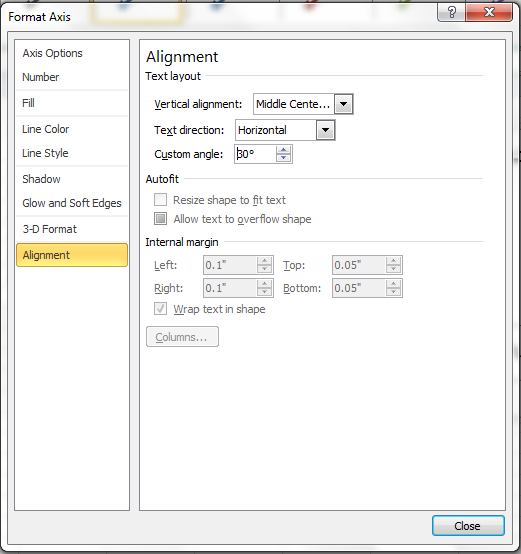 Format Axis
Axis Options
Number
Fill
Line Color
Line Style
Shadow
Glow and Soft Edges
3-D Format
Alignment
Alignment
Text layout
Vertical alignment: Middle Cente...
Text direction: Horizontal
Custom angle: 30°
Autofit
Resize shape to fit text
Allow text to overflow shape
Internal margin
Left: 0.1" Top: 0.05"
Right: 0.1" Bottom: 0.05"
Wrap text in shape
Columns...
Close